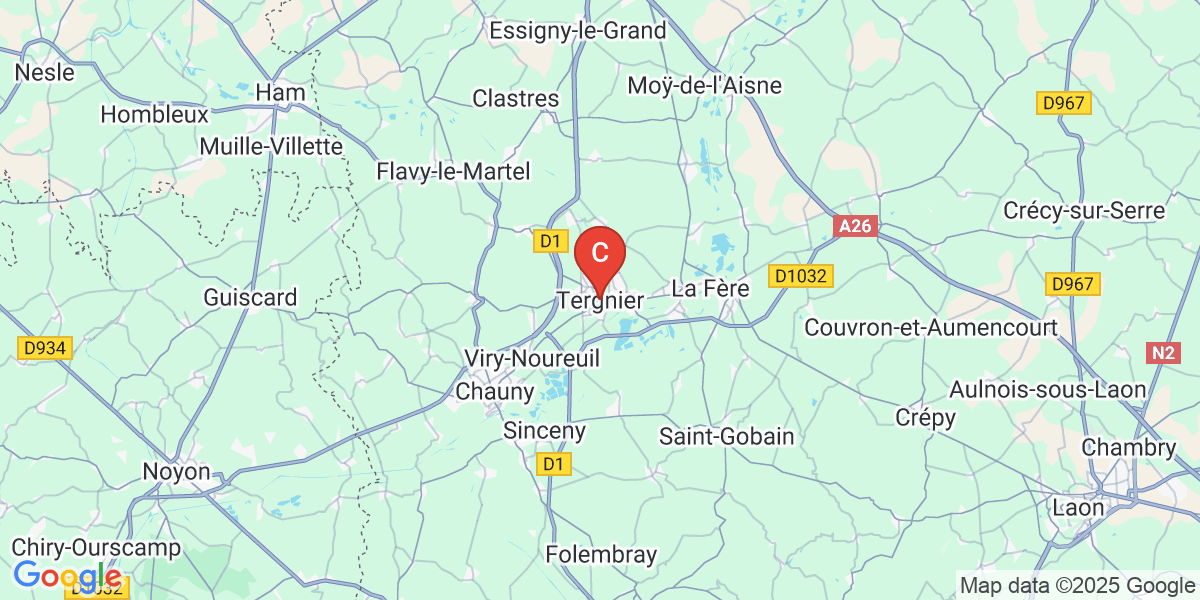 Essigny-le-Grand
Nesle
Moÿ-de-l'Aisne
Ham
Clastres
D967
Hombleux
Muille-Villette
Flavy-le-Martel
Crécy-sur-Serre
A26
D1
C
D1032
D967
La Fère
Guiscard
Tergnier
Couvron-et-Aumencourt
D934
N2
Viry-Noureuil
Chauny
Aulnois-sous-Laon
Crépy
Sinceny
Saint-Gobain
Chambry
D1
Noyon
Laon
Chiry-Ourscamp
Folembray
Google
Map data ©2025 Google